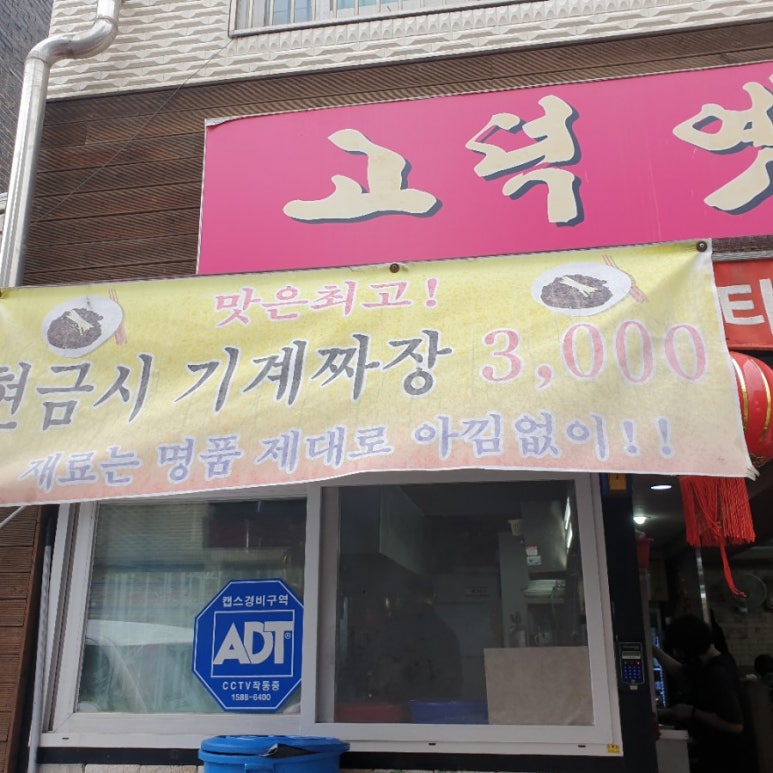 고덕 옛
맛은최고!
타
현금시 기계짜장 3,000
재료는 명품 제대로 아낌없이!!
캡스경비구역
ADT®
CCTV작동중
1588-6400